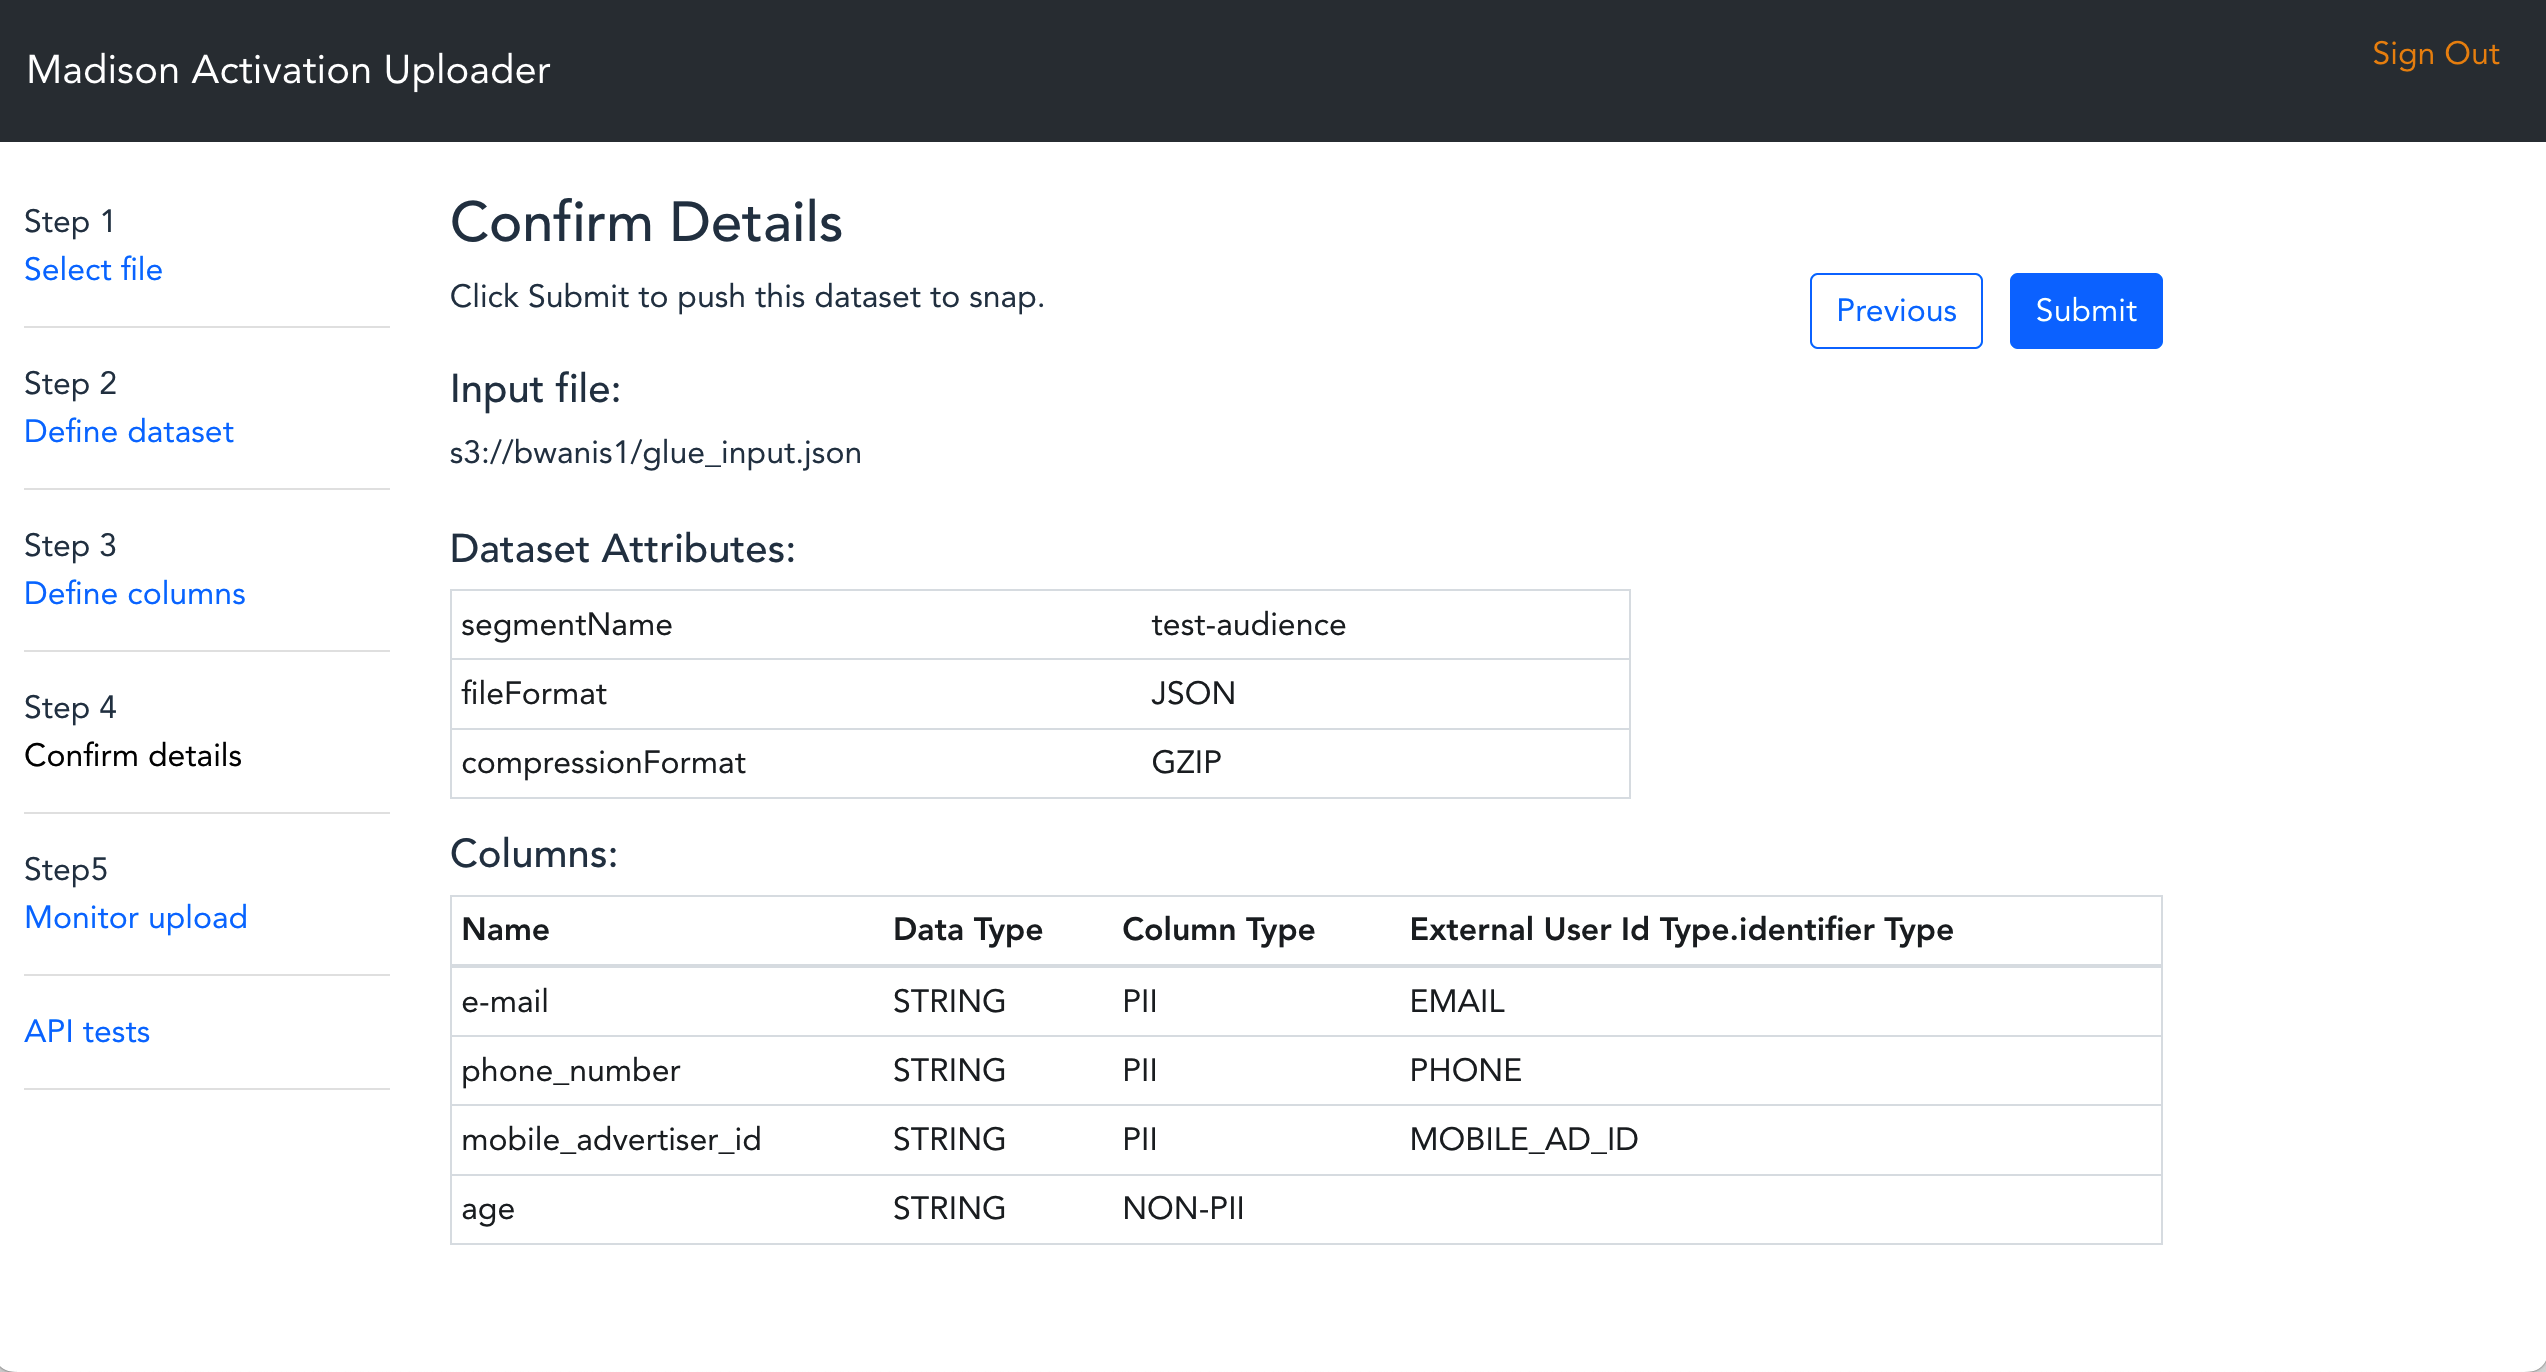 Madison Activation Uploader
Sign Out
Step 1
Select file
Step 2
Define dataset
Step 3
Define columns
Step 4
Confirm details
Step5
Monitor upload
API tests
Confirm Details
Click Submit to push this dataset to snap.
Previous
Submit
Input file:
s3://bwanis1/glue_input.json
Dataset Attributes:
segmentName test-audience
fileFormat JSON
compressionFormat GZIP
Columns:
Name Data Type Column Type External User Id Type.identifier Type
e-mail STRING PII EMAIL
phone_number STRING PII PHONE
mobile_advertiser_id STRING PII MOBILE_AD_ID
age STRING NON-PII